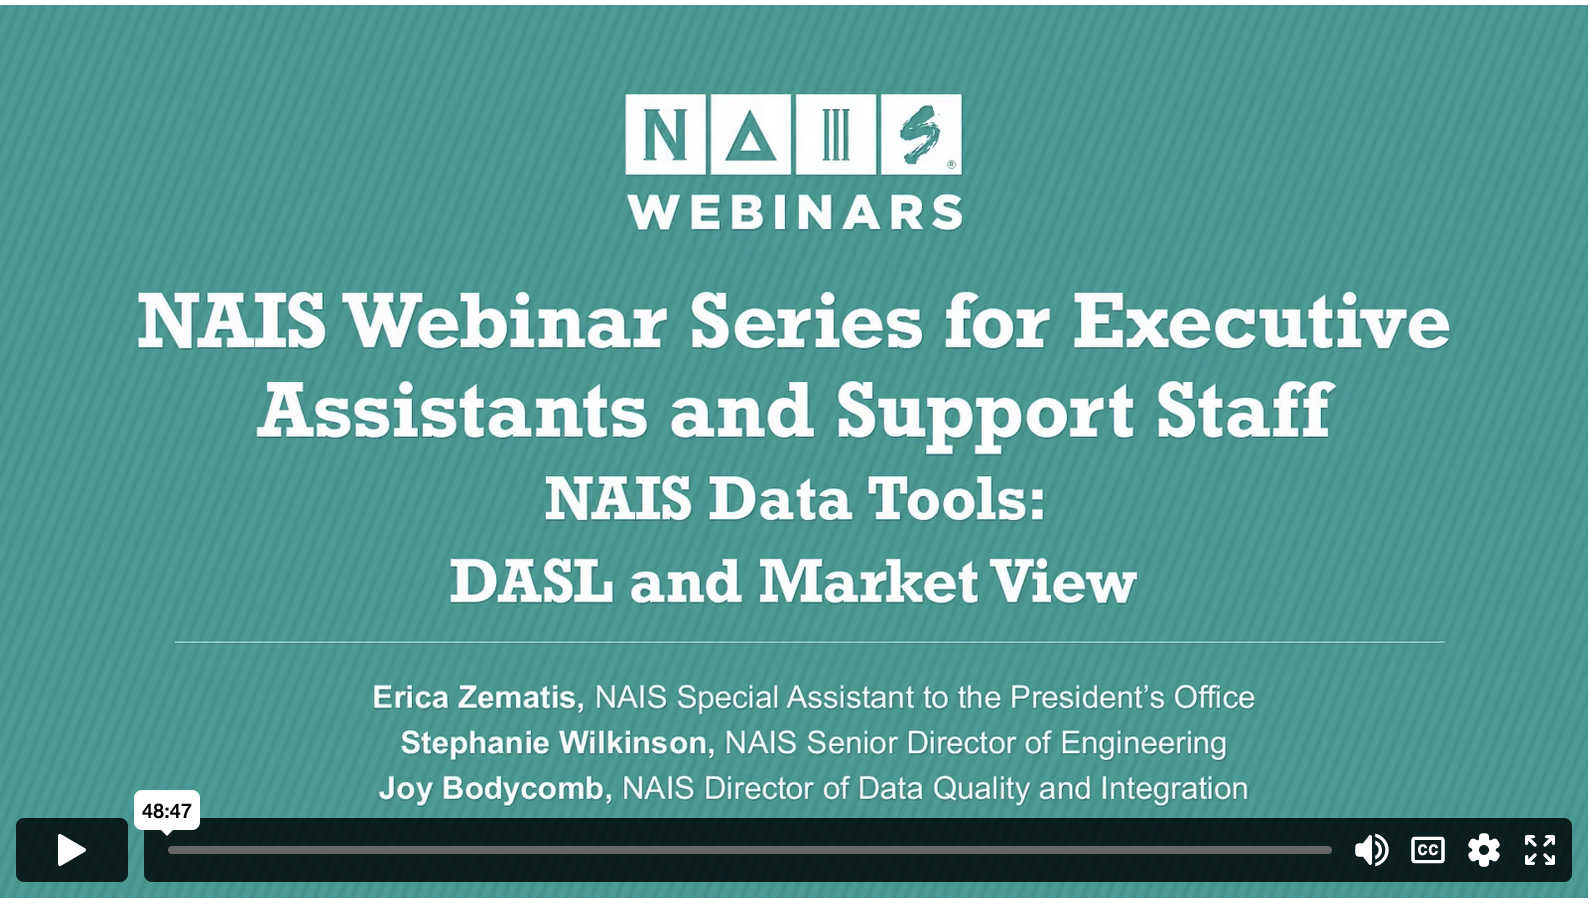 NAIS®
WEBINARS
NAIS Webinar Series for Executive
Assistants and Support Staff
NAIS Data Tools:
DASL and Market View
Erica Zematis, NAIS Special Assistant to the President’s Office
Stephanie Wilkinson, NAIS Senior Director of Engineering
Joy Bodycomb, NAIS Director of Data Quality and Integration
48:47
CC